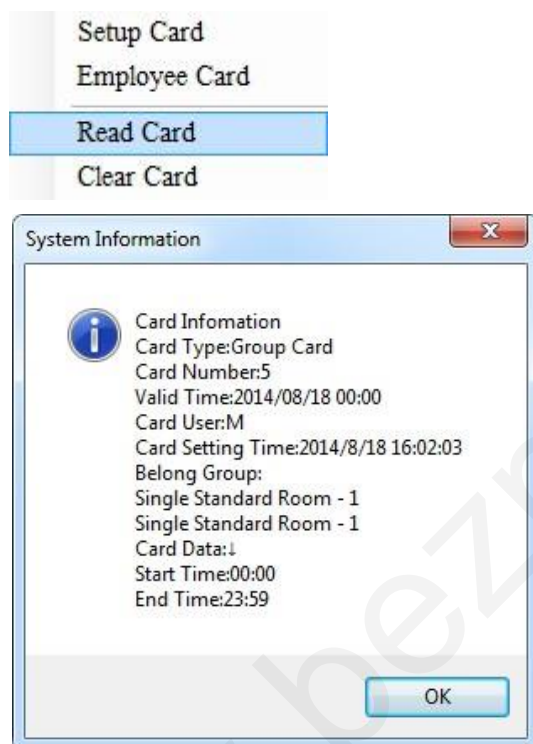 Setup Card
Employee Card
Read Card
Clear Card
System Information
Card Infomation
Card Type:Group Card
Card Number:5
Valid Time:2014/08/18 00:00
Card User:M
Card Setting Time:2014/8/18 16:02:03
Belong Group:
Single Standard Room - 1
Single Standard Room - 1
Card Data:↓
Start Time:00:00
End Time:23:59
OK